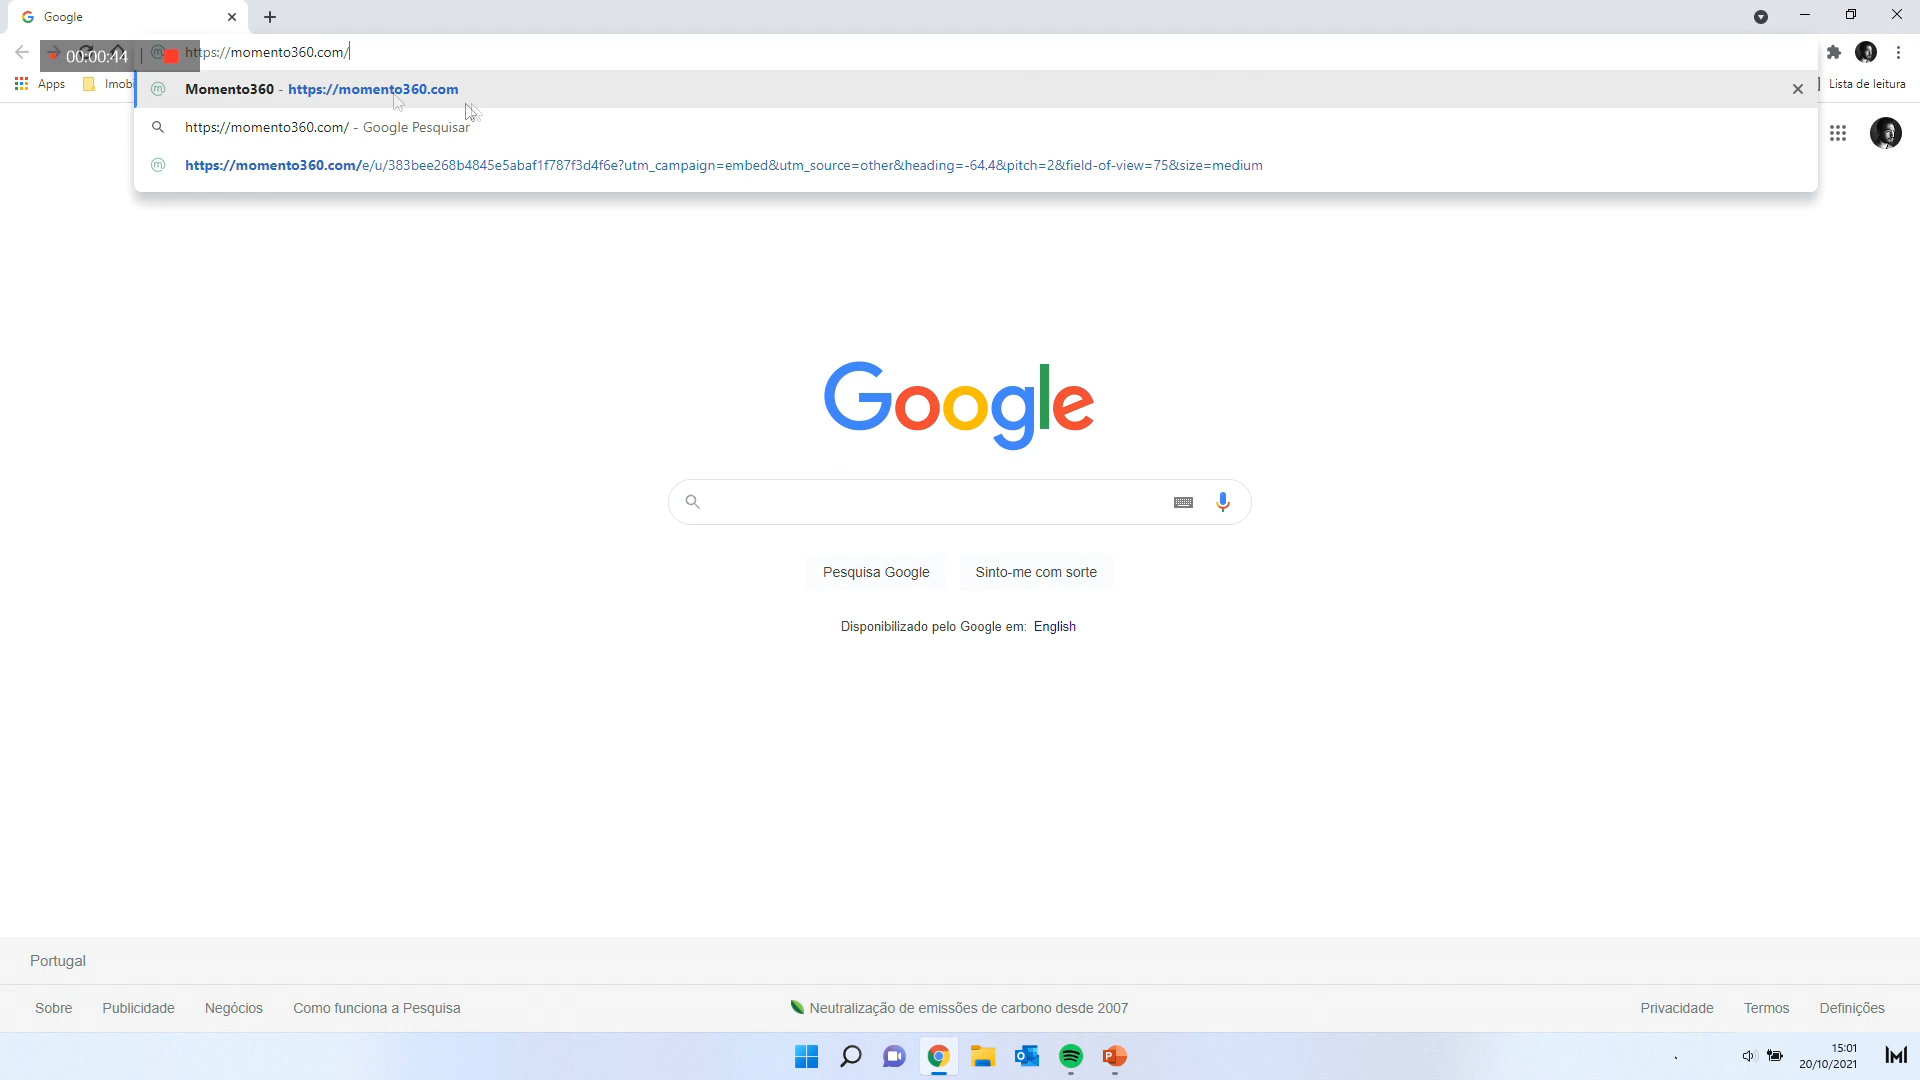 Google
00:00:44
https://momento360.com/
Apps
Imobi
Lista de leitura
Momento360 - https://momento360.com
https://momento360.com/ - Google Pesquisar
https://momento360.com/e/u/383bee268b4845e5abaf1f787f3d4f6e?utm_campaign=embed&utm_source=other&heading=-64.4&pitch=2&field-of-view=75&size=medium
Google
Pesquisa Google
Sinto-me com sorte
Disponibilizado pelo Google em: English
Portugal
Sobre
Publicidade
Negócios
Como funciona a Pesquisa
Neutralização de emissões de carbono desde 2007
Privacidade
Termos
Definições
15:01
20/10/2021